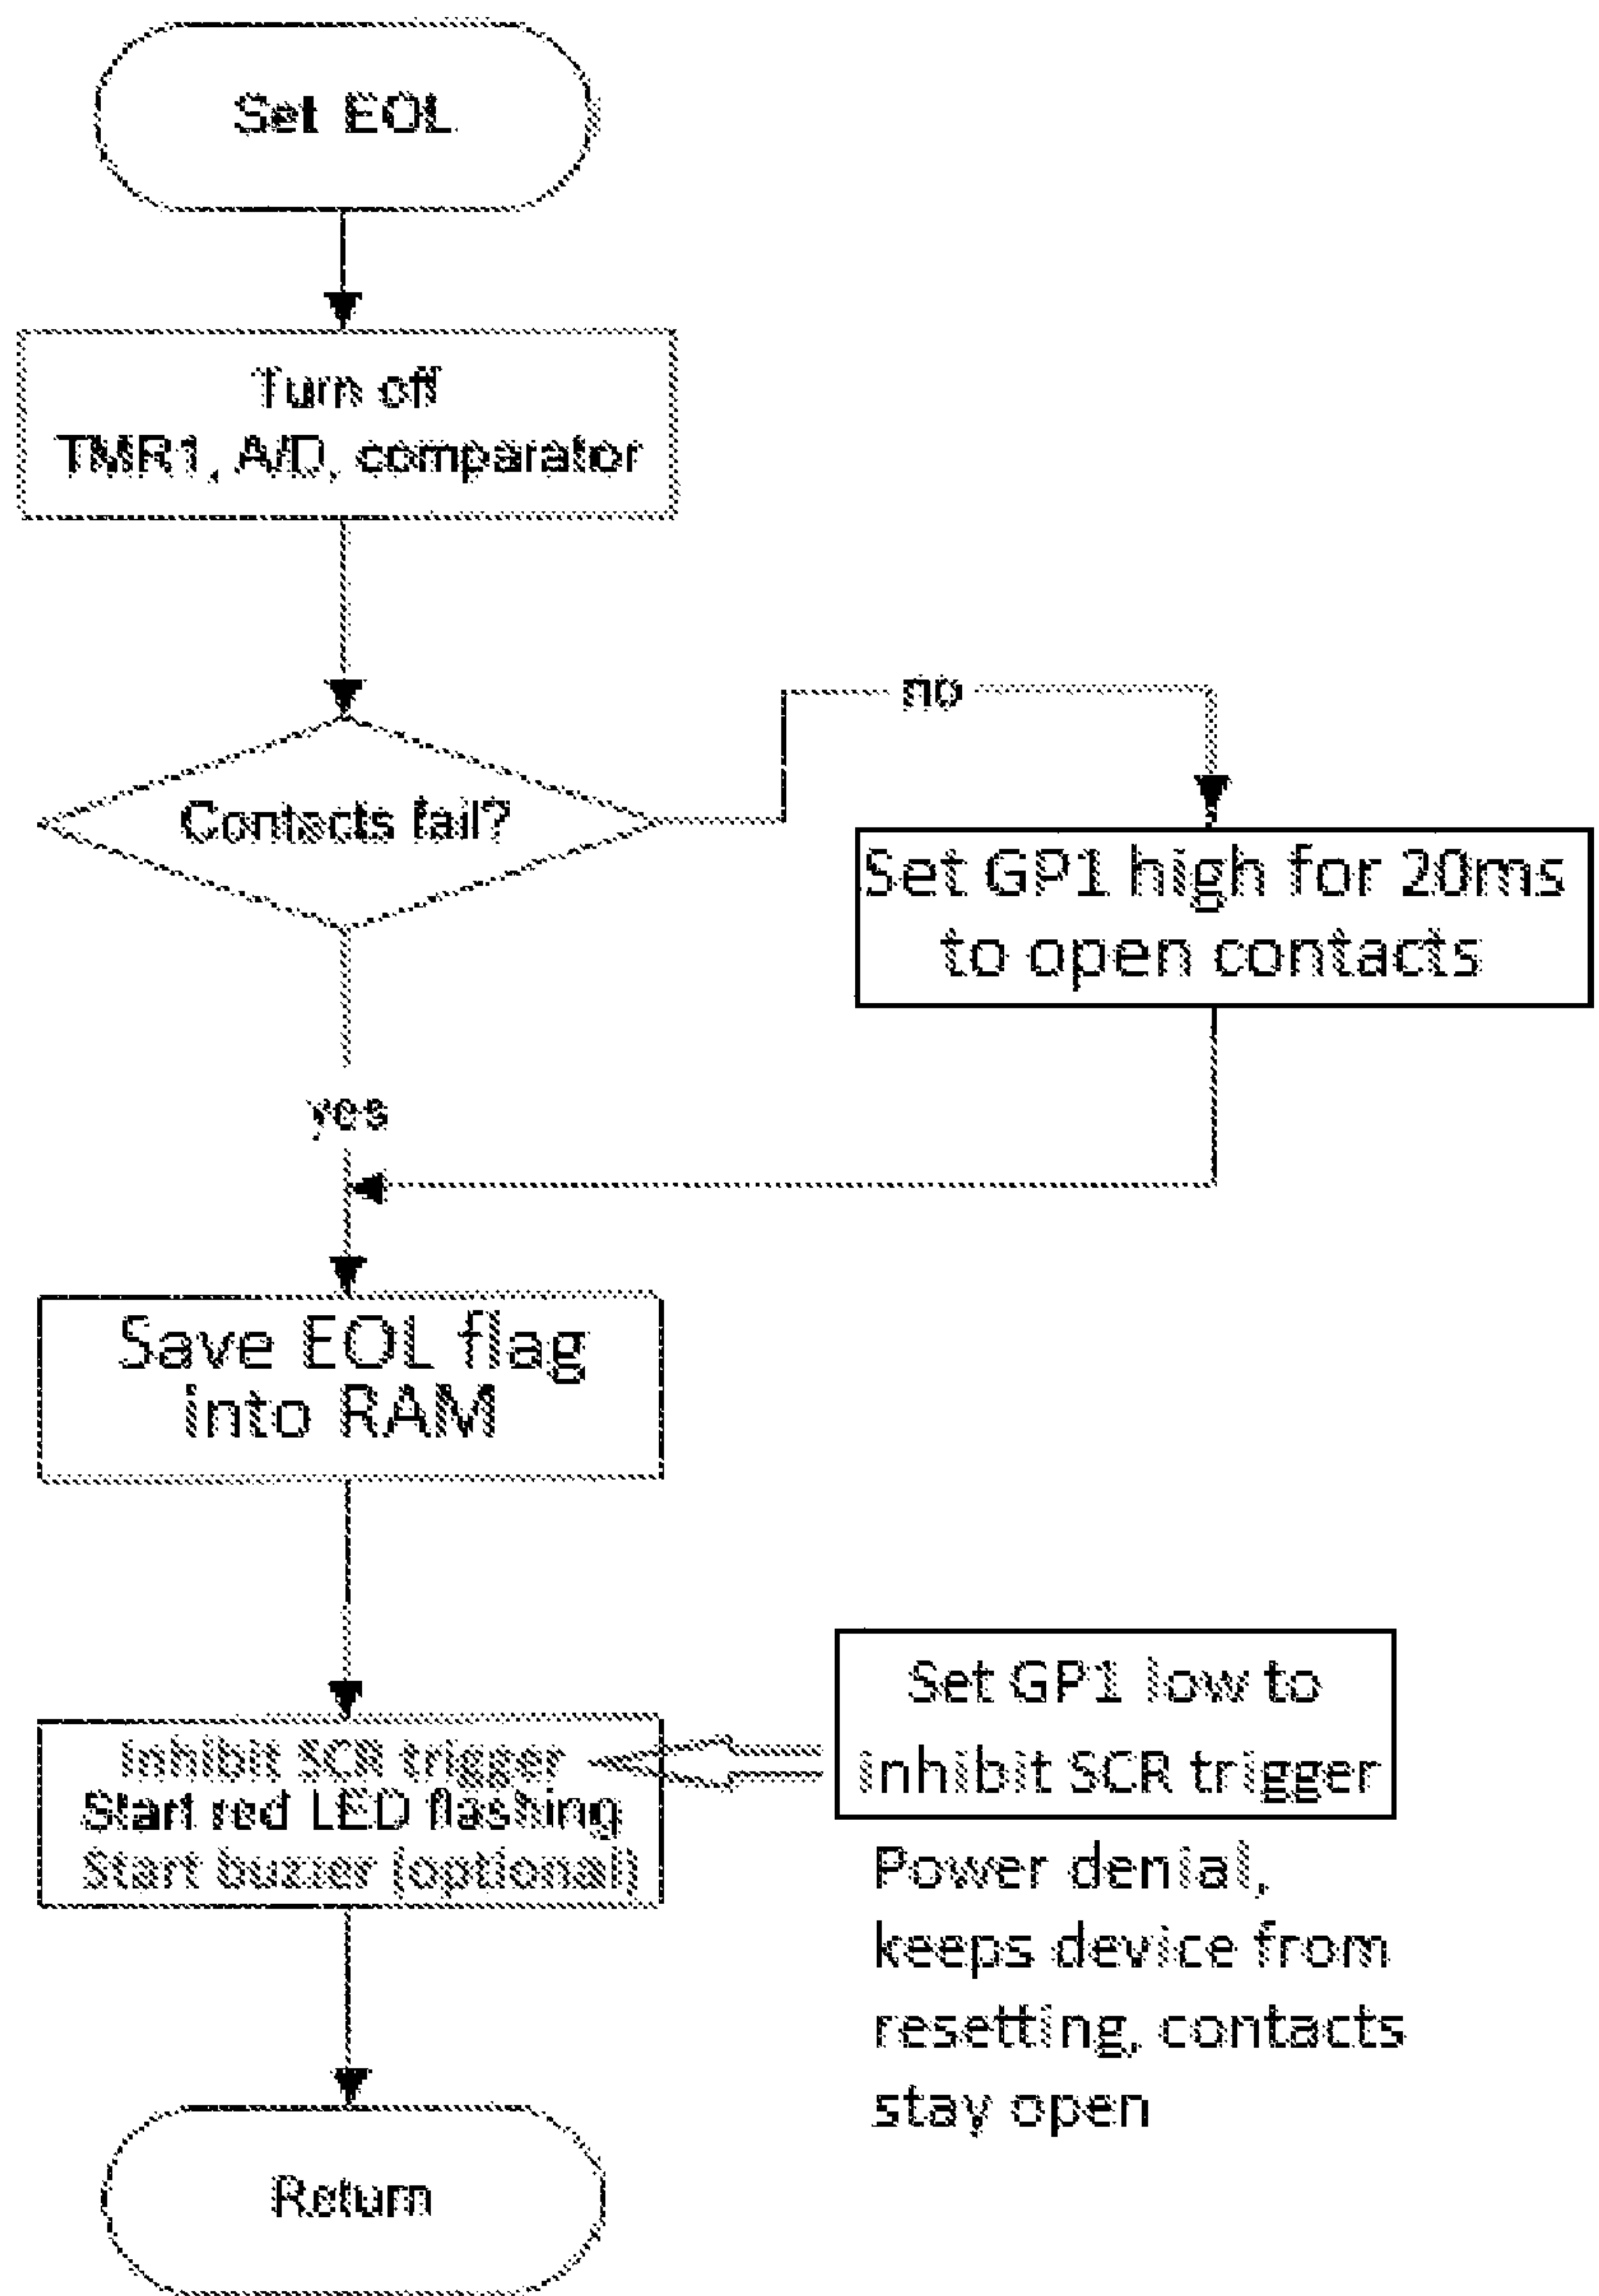 Set EOL
Turn off
TMR1, A/D, comparator
no
Contacts fail?
Set GP1 high for 20ms
to open contacts
yes
Save EOL flag
into RAM
Set GP1 low to
inhibit SCR trigger
Inhibit SCR trigger
Start red LED flashing
Start buzzer (optional)
Power denial,
keeps device from
resetting, contacts
stay open
Return